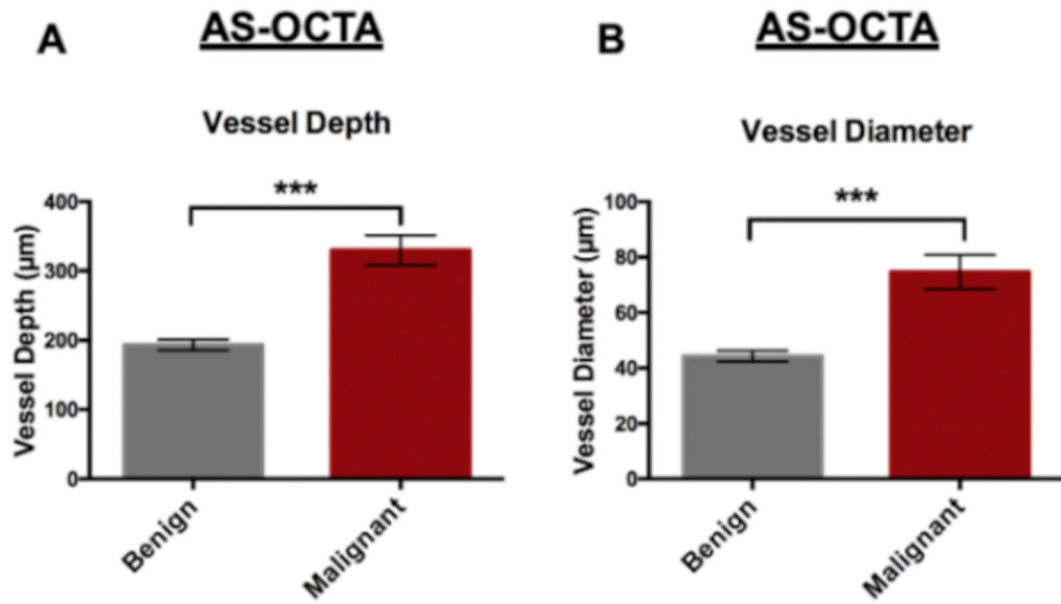 A
AS-OCTA
Vessel Depth
***
Vessel Depth (µm)
400
300
200
100
0
Benign
Malignant
B
AS-OCTA
Vessel Diameter
***
Vessel Diameter (µm)
100
80
60
40
20
0
Benign
Malignant